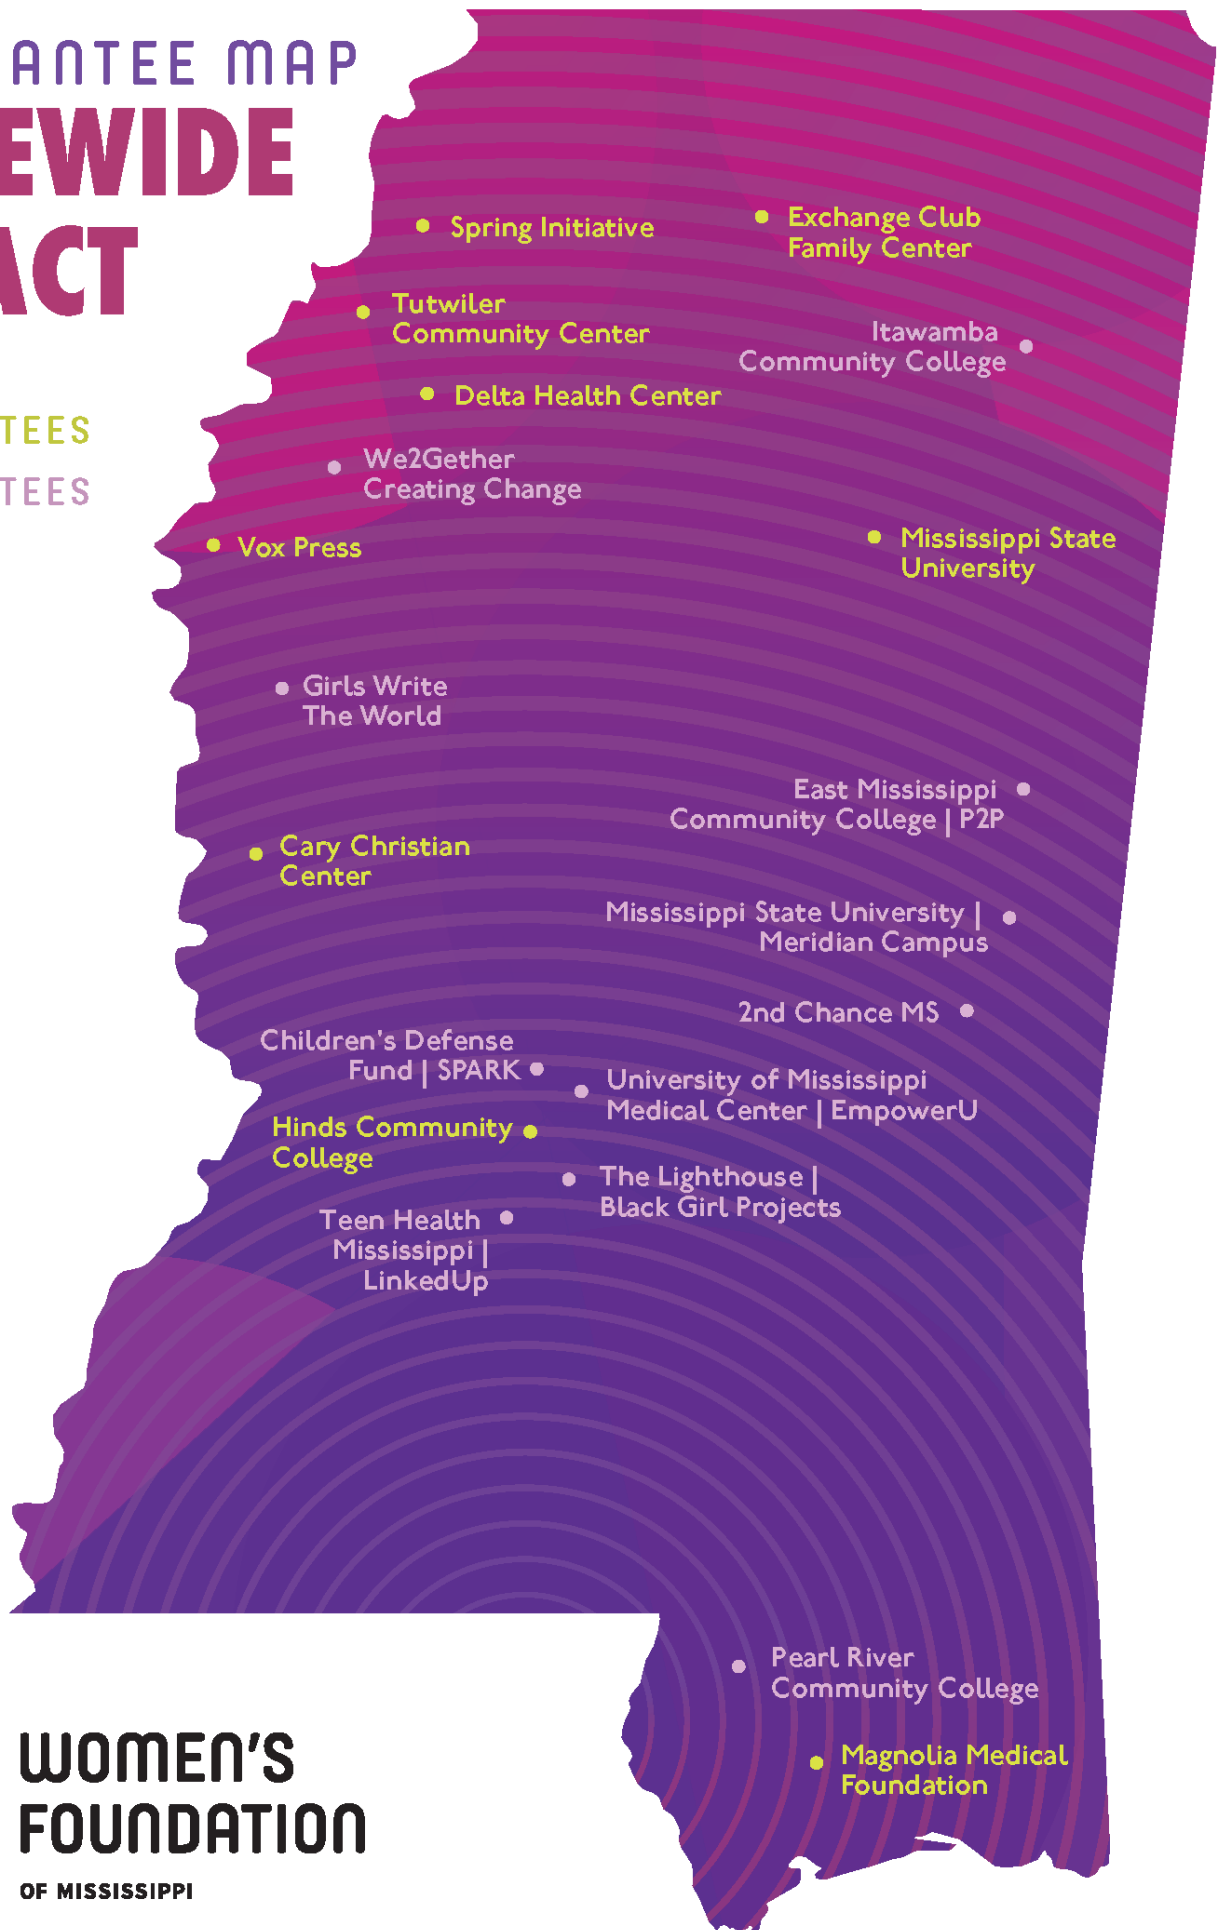 ANTEE MAP
EWIDE
ACT
TEES
TEES
Spring Initiative
Exchange Club
Family Center
Tutwiler
Community Center
Itawamba
Community College
Delta Health Center
We2Gether
Creating Change
Vox Press
Mississippi State
University
Girls Write
The World
East Mississippi
Community College | P2P
Cary Christian
Center
Mississippi State University |
Meridian Campus
2nd Chance MS
Children's Defense
Fund | SPARK
University of Mississippi
Medical Center | EmpowerU
Hinds Community
College
The Lighthouse |
Black Girl Projects
Teen Health
Mississippi |
LinkedUp
Pearl River
Community College
Magnolia Medical
Foundation
WOMEN'S
FOUNDATION
OF MISSISSIPPI